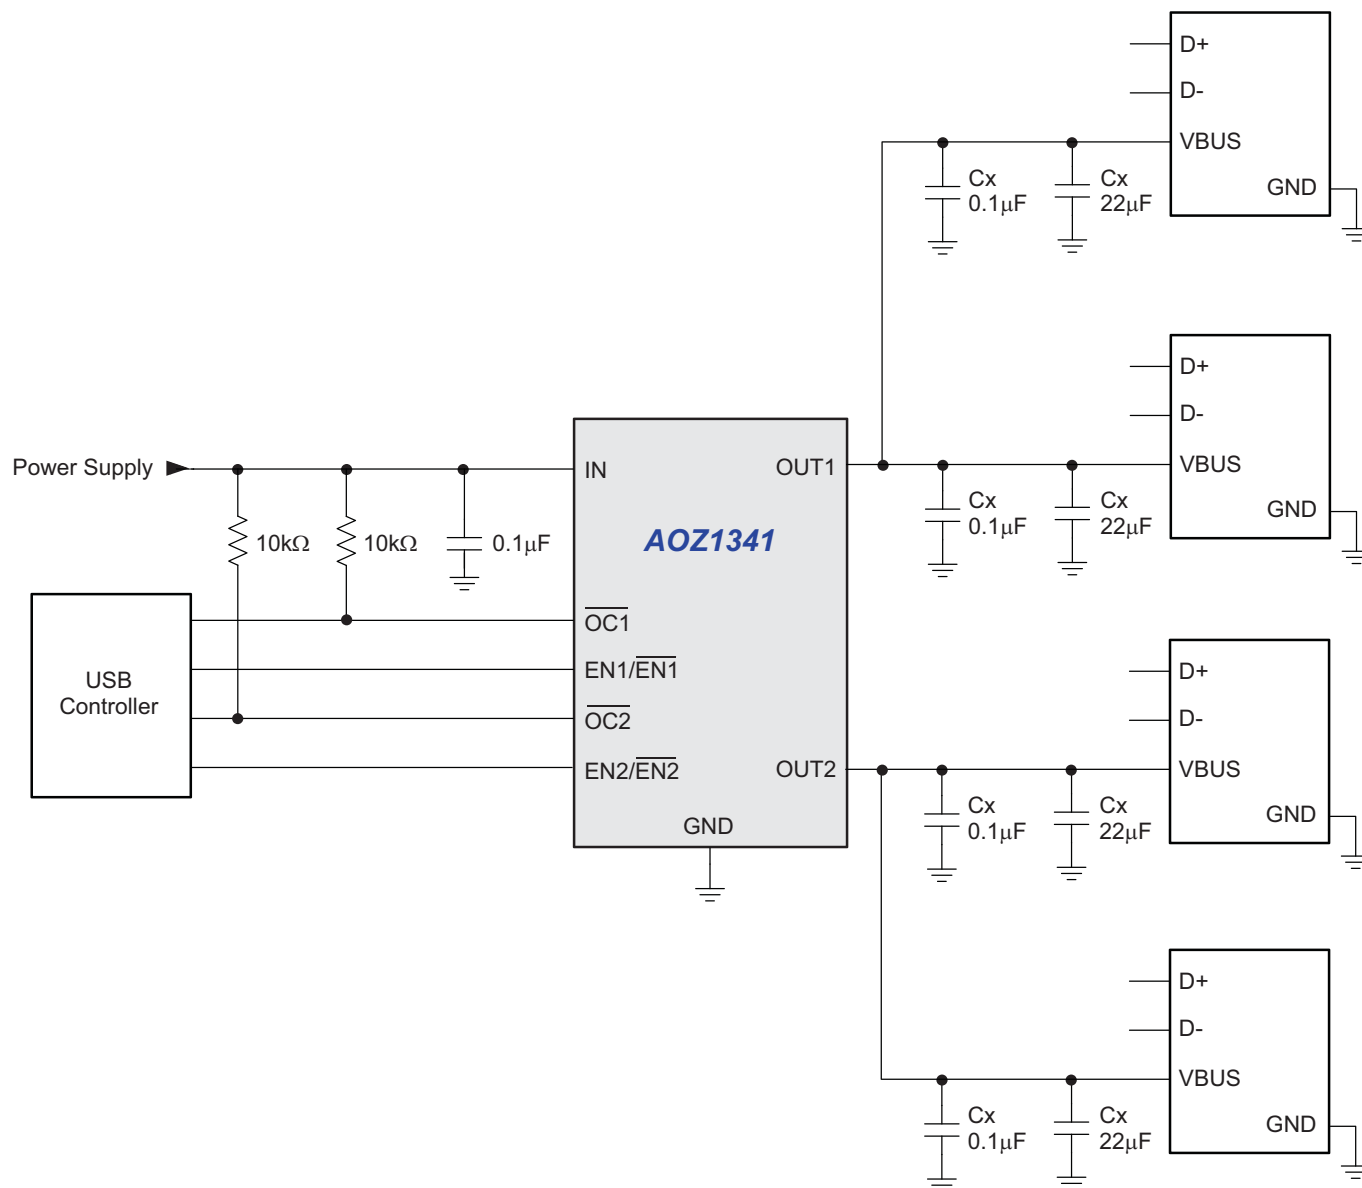 D+
D-
VBUS
GND
Cx
0.1μF
Cx
22μF
D+
D-
VBUS
GND
Cx
0.1μF
Cx
22μF
Power Supply
IN
OUT1
AOZ1341
10kΩ
10kΩ
0.1μF
OC1
EN1/EN1
OC2
EN2/EN2
OUT2
GND
USB
Controller
D+
D-
VBUS
GND
Cx
0.1μF
Cx
22μF
D+
D-
VBUS
GND
Cx
0.1μF
Cx
22μF